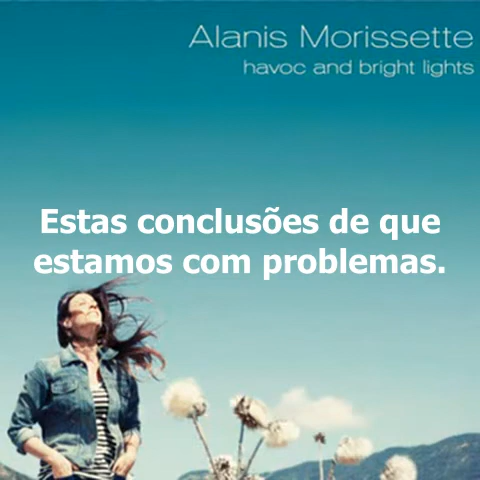 Alanis Morissette
havoc and bright lights
Estas conclusões de que
estamos com problemas.